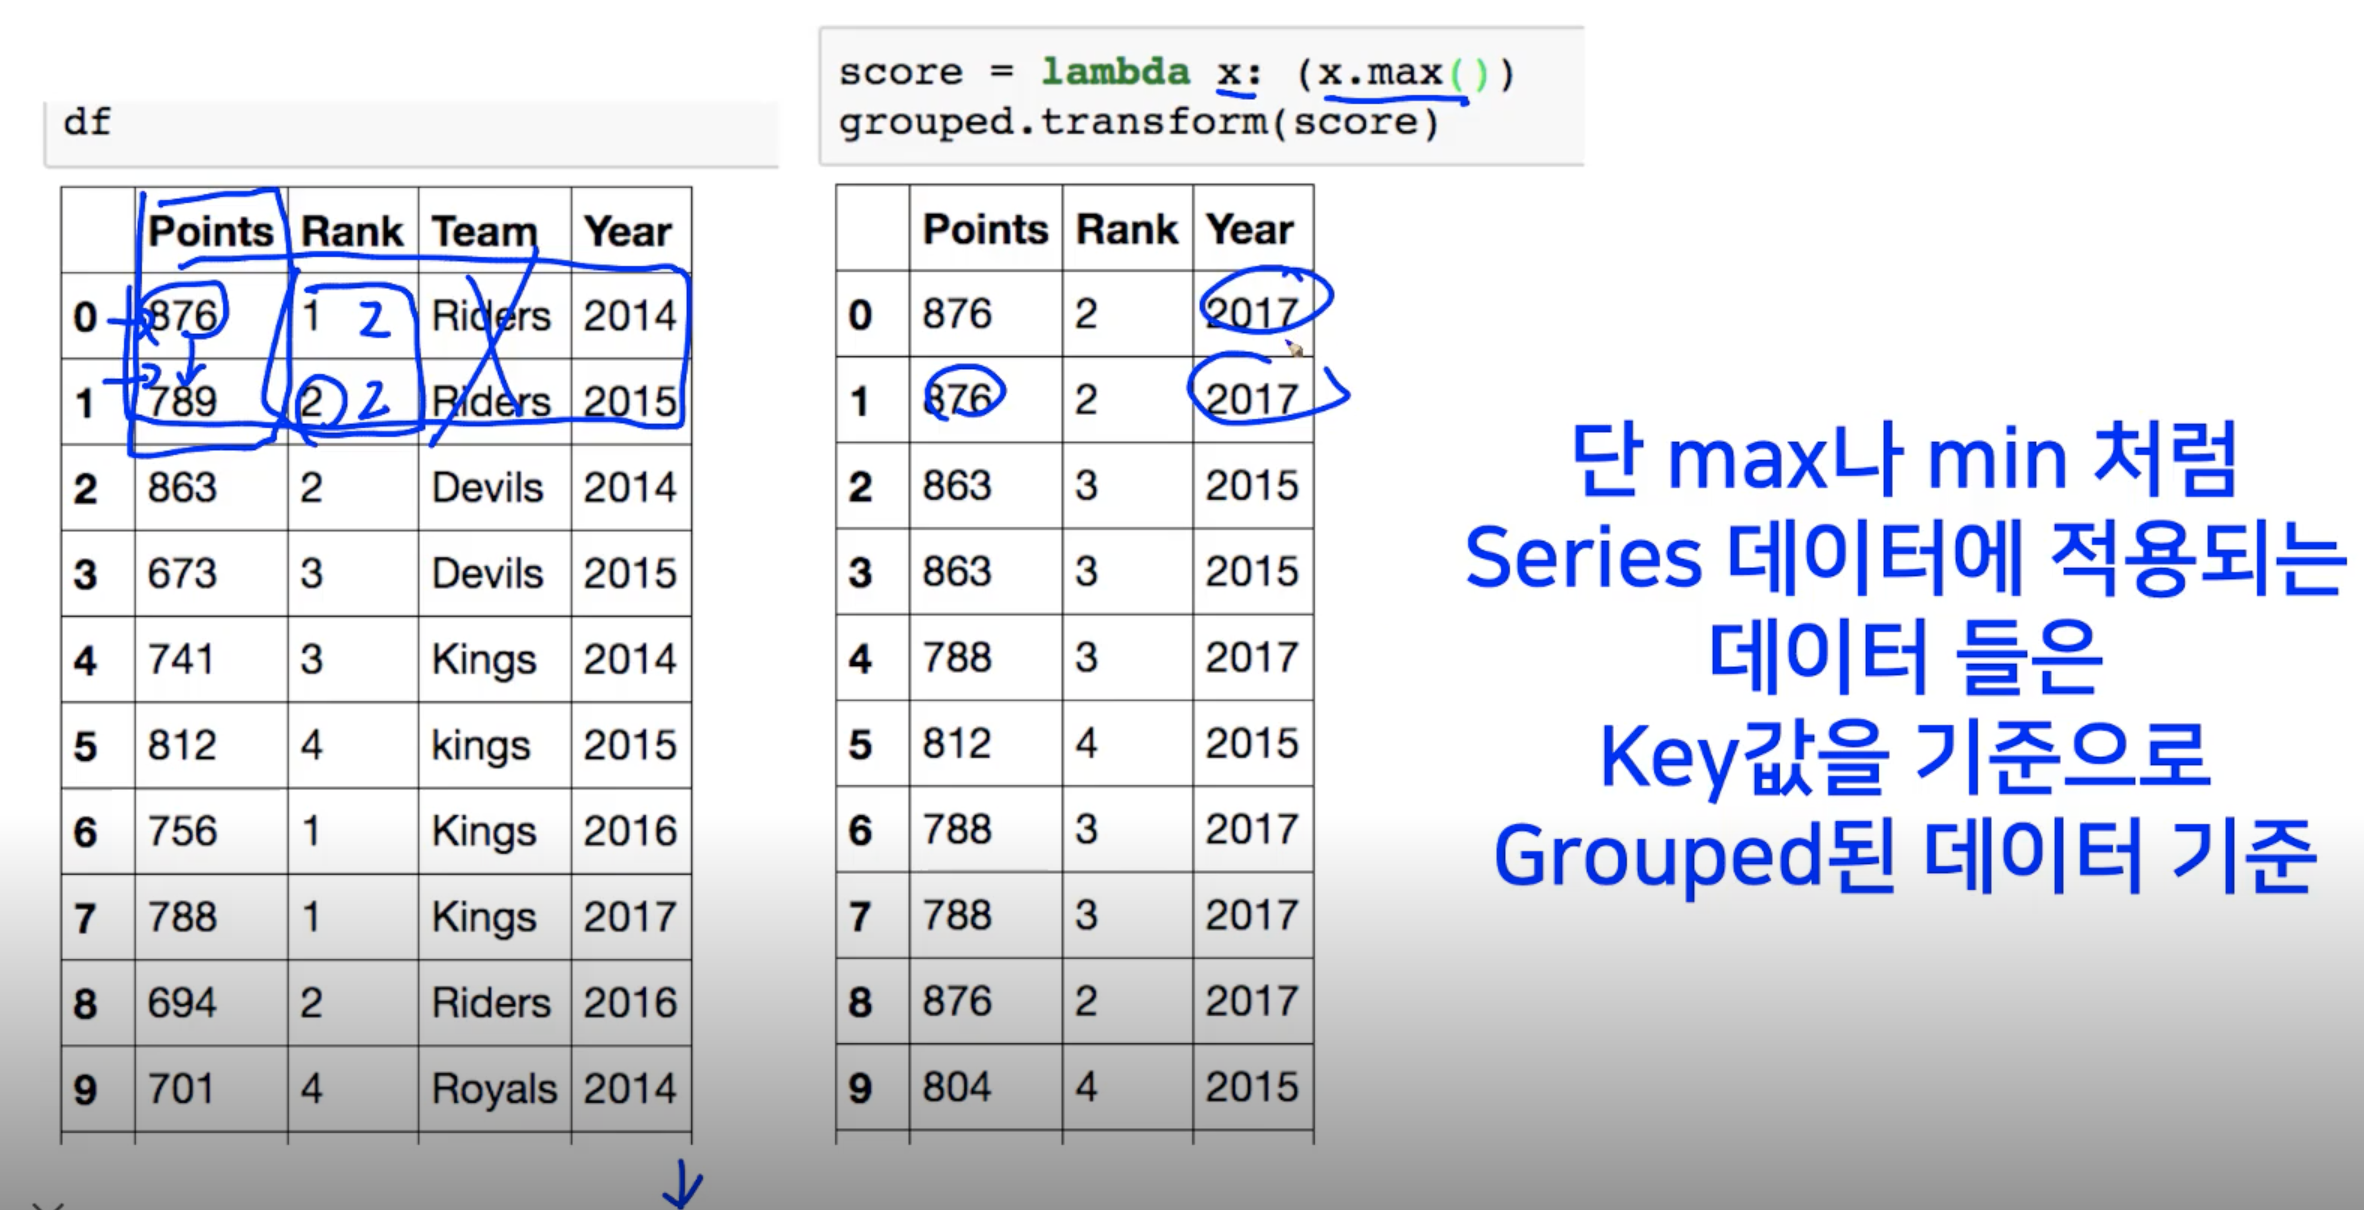 df
Points Rank Team Year
0 876 1 2 Riders 2014
1 789 2 2 Riders 2015
2 863 2 Devils 2014
3 673 3 Devils 2015
4 741 3 Kings 2014
5 812 4 kings 2015
6 756 1 Kings 2016
7 788 1 Kings 2017
8 694 2 Riders 2016
9 701 4 Royals 2014
score = lambda x: (x.max())
grouped.transform(score)
Points Rank Year
0 876 2 2017
1 876 2 2017
2 863 3 2015
3 863 3 2015
4 788 3 2017
5 812 4 2015
6 788 3 2017
7 788 3 2017
8 876 2 2017
9 804 4 2015
단 max나 min 처럼
Series 데이터에 적용되는
데이터 들은
Key값을 기준으로
Grouped된 데이터 기준